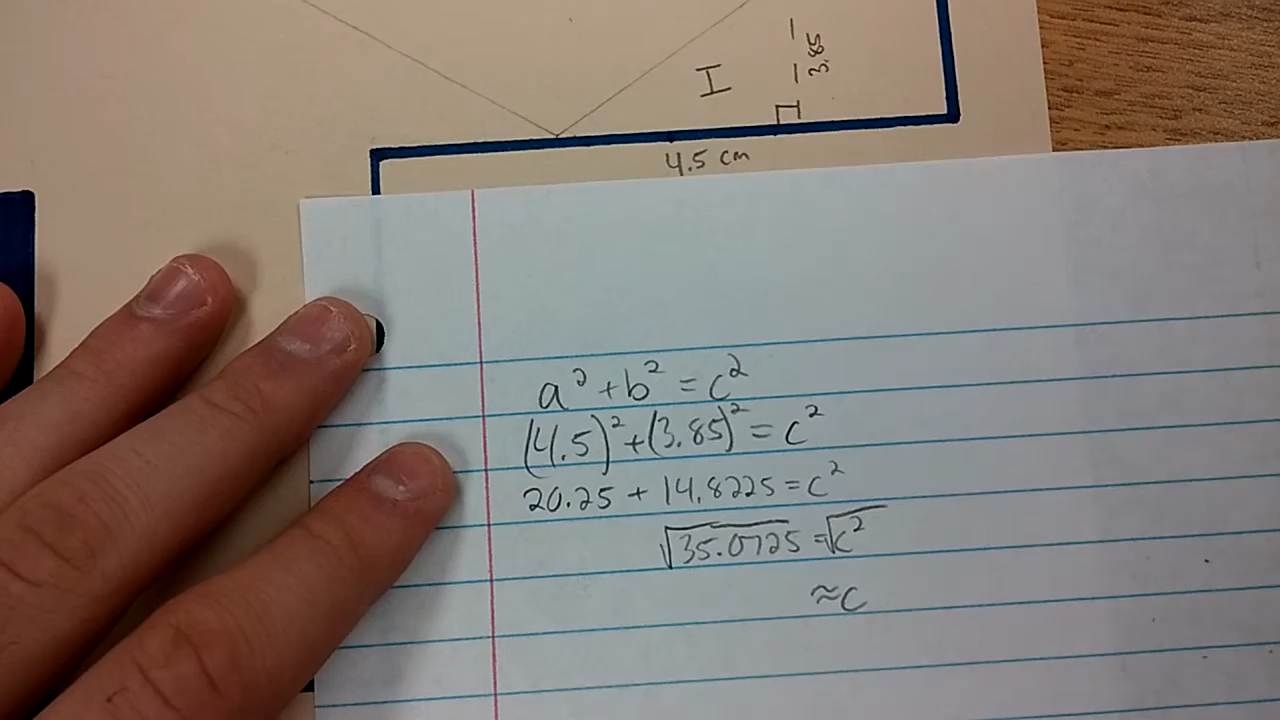 I
3.85
4.5 cm
a² + b² = c²
(4.5)² + (3.85)² = c²
20.25 + 14.8225 = c²
√35.0725 = √c²
≈ c